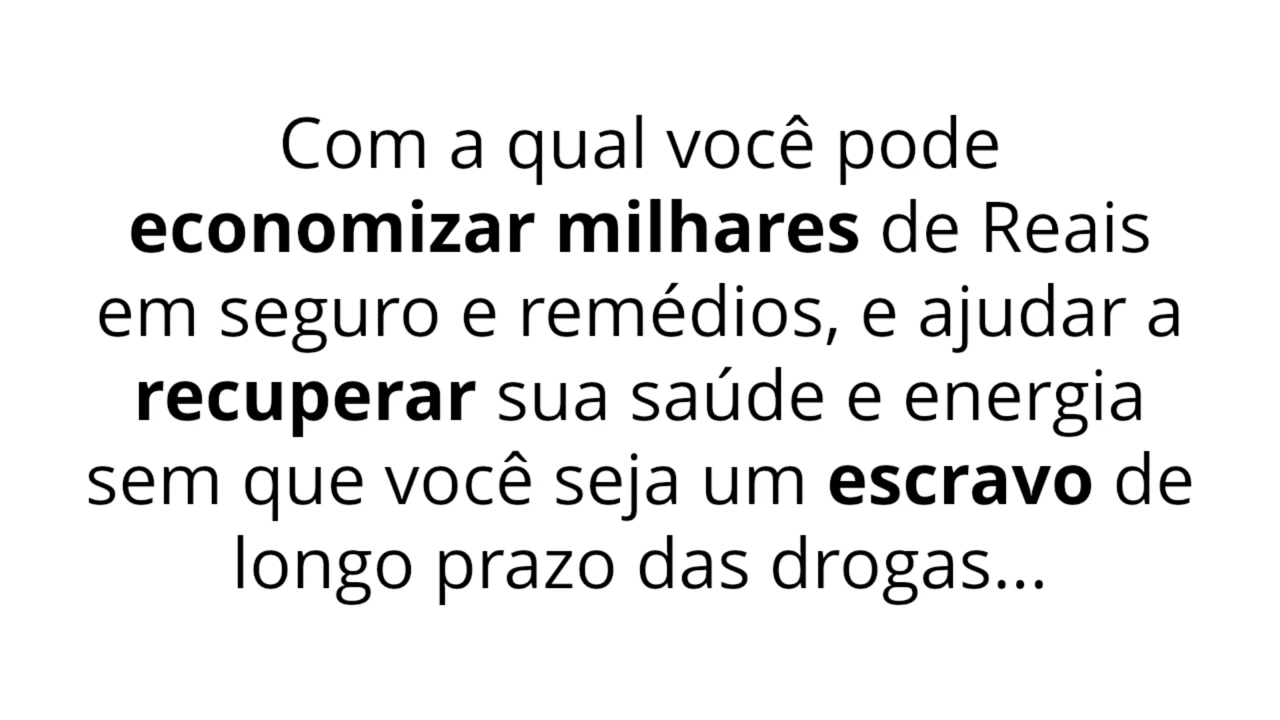 Com a qual você pode
economizar milhares de Reais
em seguro e remédios, e ajudar a
recuperar sua saúde e energia
sem que você seja um escravo de
longo prazo das drogas...